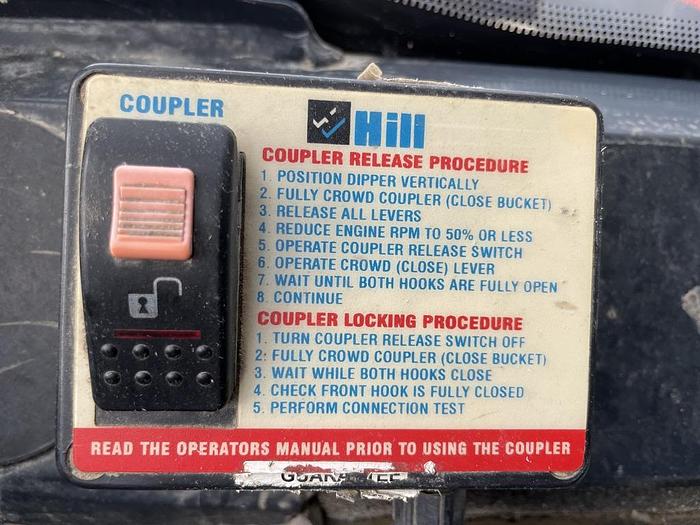 COUPLER
Hill
COUPLER RELEASE PROCEDURE
1. POSITION DIPPER VERTICALLY
2. FULLY CROWD COUPLER (CLOSE BUCKET)
3. RELEASE ALL LEVERS
4. REDUCE ENGINE RPM TO 50% OR LESS
5. OPERATE COUPLER RELEASE SWITCH
6. OPERATE CROWD (CLOSE) LEVER
7. WAIT UNTIL BOTH HOOKS ARE FULLY OPEN
8. CONTINUE
COUPLER LOCKING PROCEDURE
1. TURN COUPLER RELEASE SWITCH OFF
2: FULLY CROWD COUPLER (CLOSE BUCKET)
3. WAIT WHILE BOTH HOOKS CLOSE
4. CHECK FRONT HOOK IS FULLY CLOSED
5. PERFORM CONNECTION TEST
READ THE OPERATORS MANUAL PRIOR TO USING THE COUPLER